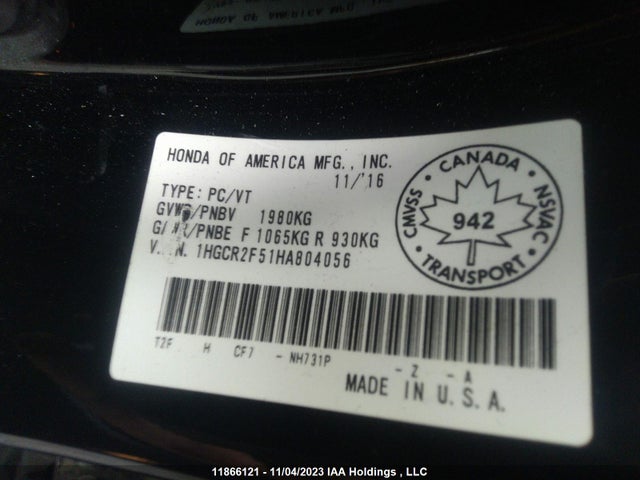 HONDA OF AMERICA MFG., INC.
11/'16
TYPE: PC/VT
GVWR/PNBV 1980KG
G/ /PNBE F 1065KG R 930KG
V. .N. 1HGCR2F51HA804056
CANADA
CMVSS
942
NSVAC
TRANSPORT
T2F H CF7 - NH731P - Z - A
MADE IN U.S.A.
11866121 - 11/04/2023 IAA Holdings , LLC